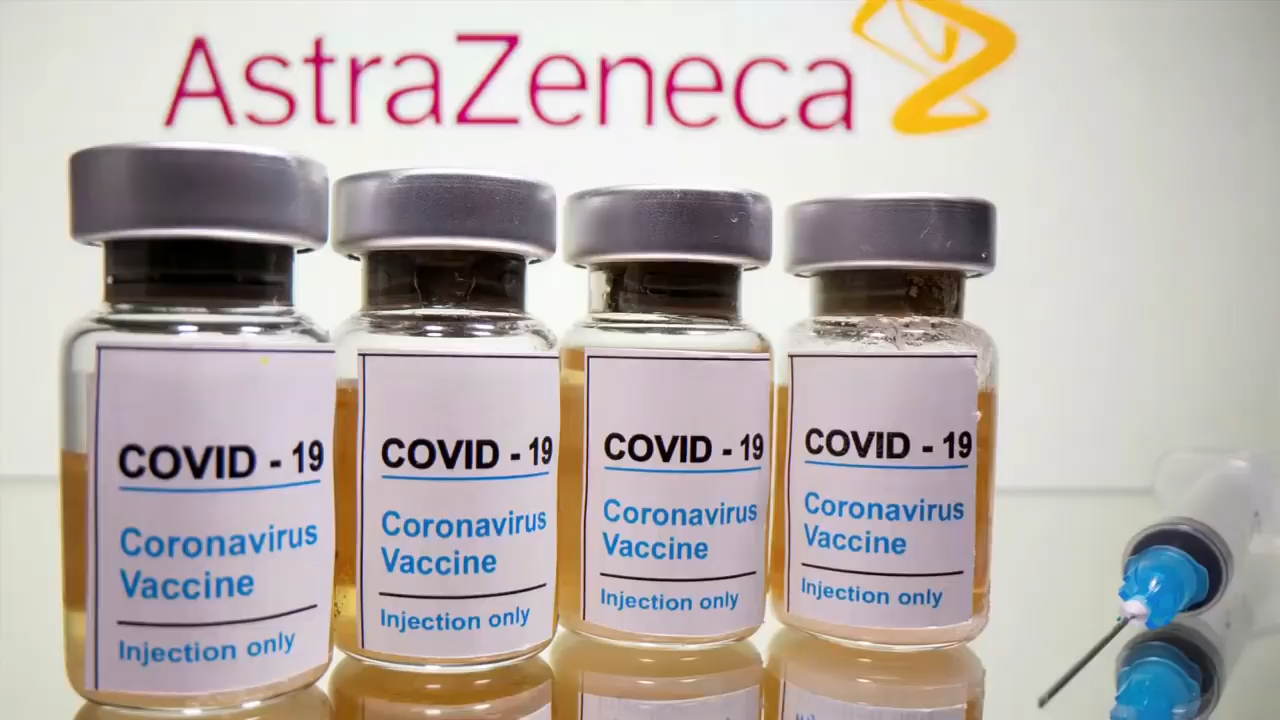 AstraZeneca
COVID - 19
Coronavirus
Vaccine
Injection only
COVID - 19
Coronavirus
Vaccine
Injection only
COVID - 19
Coronavirus
Vaccine
Injection only
COVID - 19
Coronavirus
Vaccine
Injection only